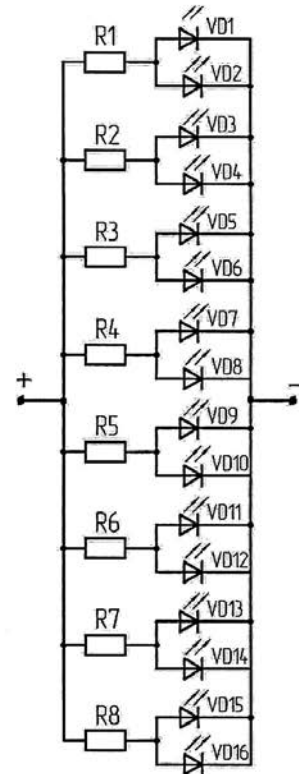 R1 VD1
VD2
R2 VD3
VD4
R3 VD5
VD6
R4 VD7
VD8
+ -
R5 VD9
VD10
R6 VD11
VD12
R7 VD13
VD14
R8 VD15
VD16